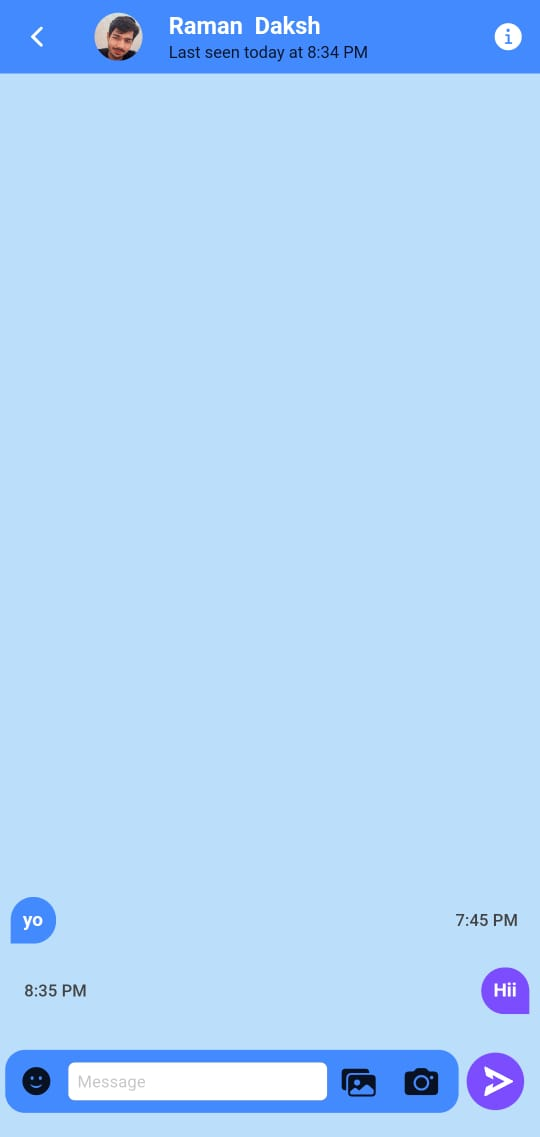 Raman Daksh
Last seen today at 8:34 PM
yo
7:45 PM
8:35 PM
Hii
Message